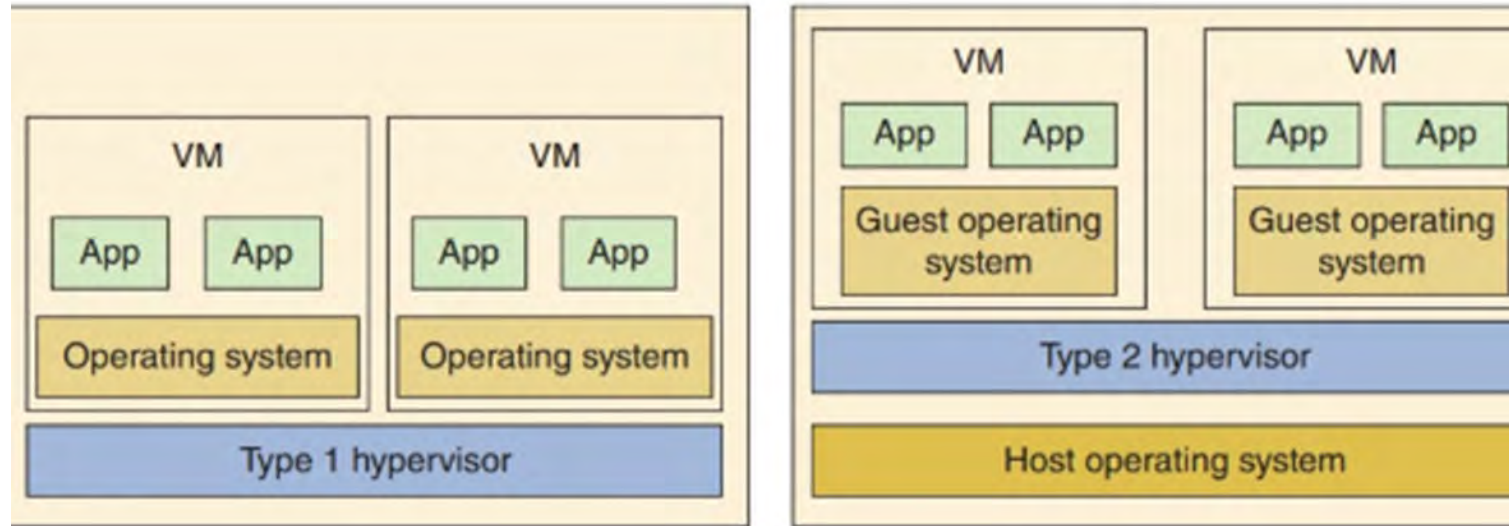 VM
VM
App
App
App
App
Operating system
Operating system
Type 1 hypervisor
VM
VM
App
App
App
App
Guest operating
system
Guest operating
system
Type 2 hypervisor
Host operating system